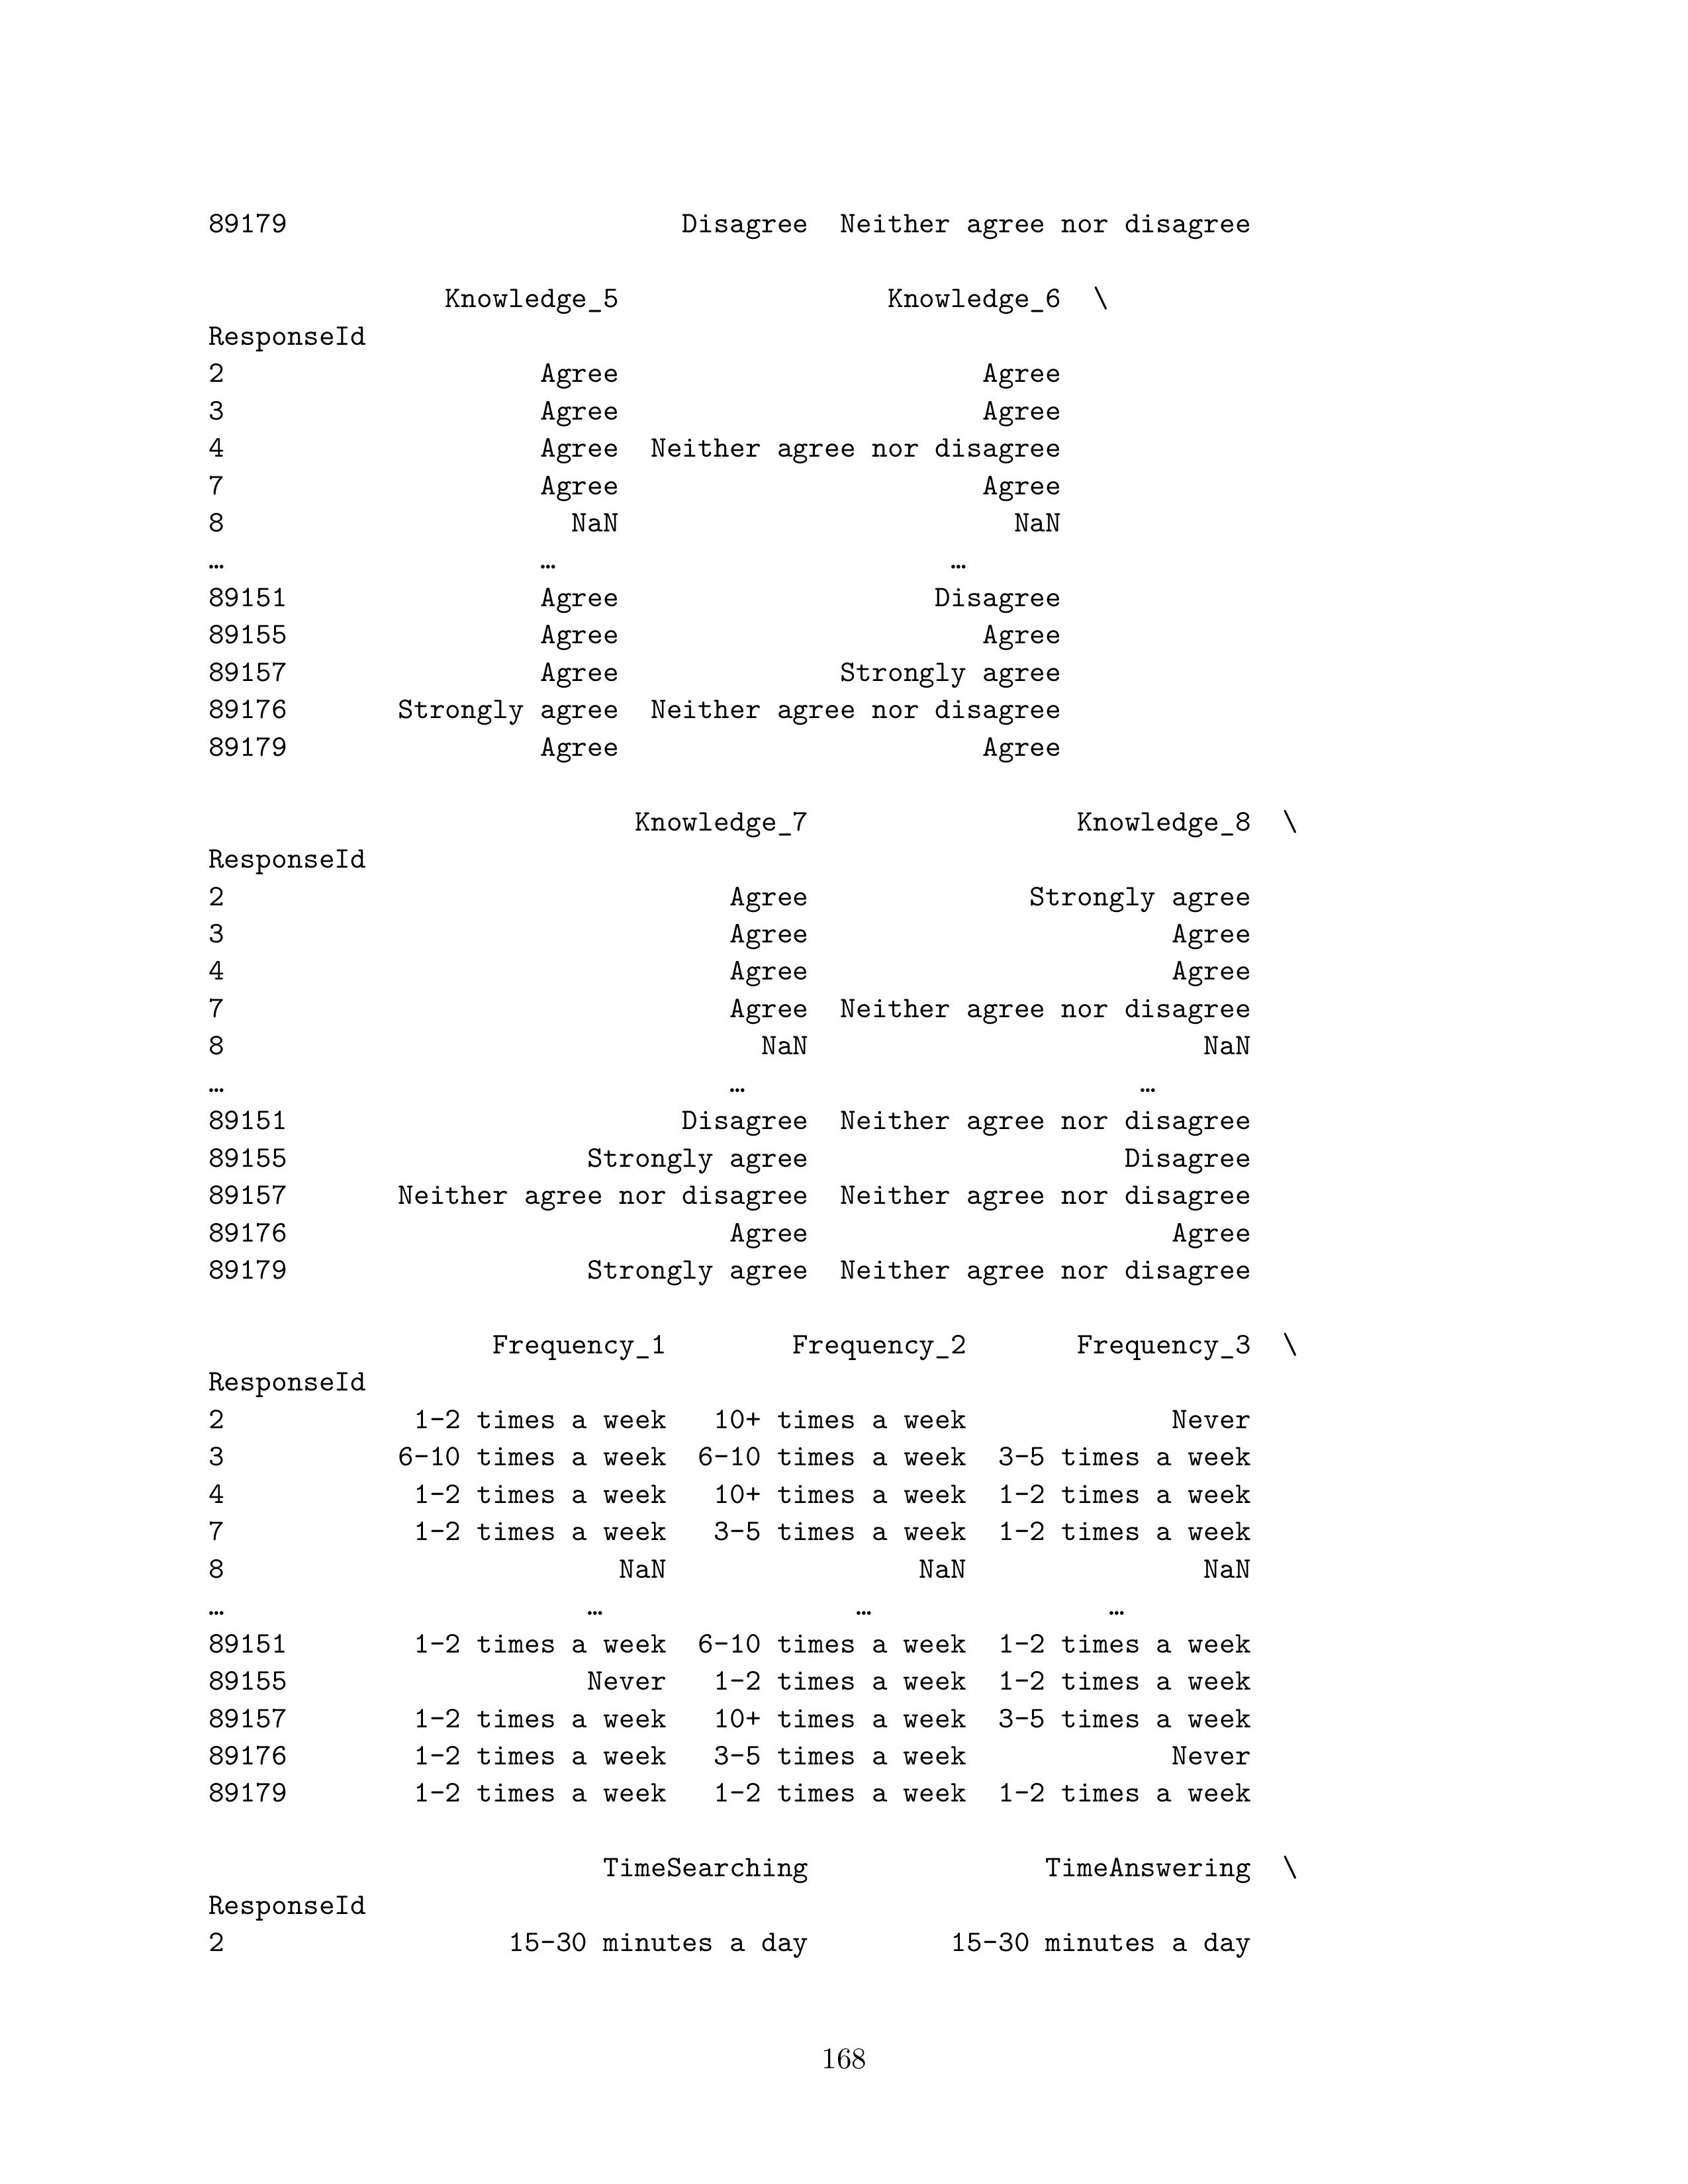 89179                         Disagree  Neither agree nor disagree
               Knowledge_5                 Knowledge_6  \
ResponseId
2                    Agree                       Agree
3                    Agree                       Agree
4                    Agree  Neither agree nor disagree
7                    Agree                       Agree
8                      NaN                         NaN
…                    …                         …
89151                Agree                    Disagree
89155                Agree                       Agree
89157                Agree              Strongly agree
89176       Strongly agree  Neither agree nor disagree
89179                Agree                       Agree
                           Knowledge_7                 Knowledge_8  \
ResponseId
2                                Agree              Strongly agree
3                                Agree                       Agree
4                                Agree                       Agree
7                                Agree  Neither agree nor disagree
8                                  NaN                         NaN
…                                …                         …
89151                         Disagree  Neither agree nor disagree
89155                   Strongly agree                    Disagree
89157       Neither agree nor disagree  Neither agree nor disagree
89176                            Agree                       Agree
89179                   Strongly agree  Neither agree nor disagree
                  Frequency_1        Frequency_2       Frequency_3  \
ResponseId
2            1-2 times a week   10+ times a week             Never
3           6-10 times a week  6-10 times a week  3-5 times a week
4            1-2 times a week   10+ times a week  1-2 times a week
7            1-2 times a week   3-5 times a week  1-2 times a week
8                         NaN                NaN               NaN
…                       …                …               …
89151        1-2 times a week  6-10 times a week  1-2 times a week
89155                   Never   1-2 times a week  1-2 times a week
89157        1-2 times a week   10+ times a week  3-5 times a week
89176        1-2 times a week   3-5 times a week             Never
89179        1-2 times a week   1-2 times a week  1-2 times a week
                         TimeSearching               TimeAnswering  \
ResponseId
2                  15-30 minutes a day         15-30 minutes a day
168